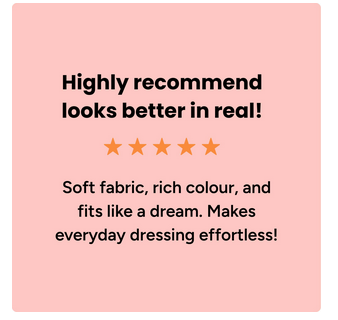 Highly recommend
looks better in real!
★★★★★
Soft fabric, rich colour, and
fits like a dream. Makes
everyday dressing effortless!